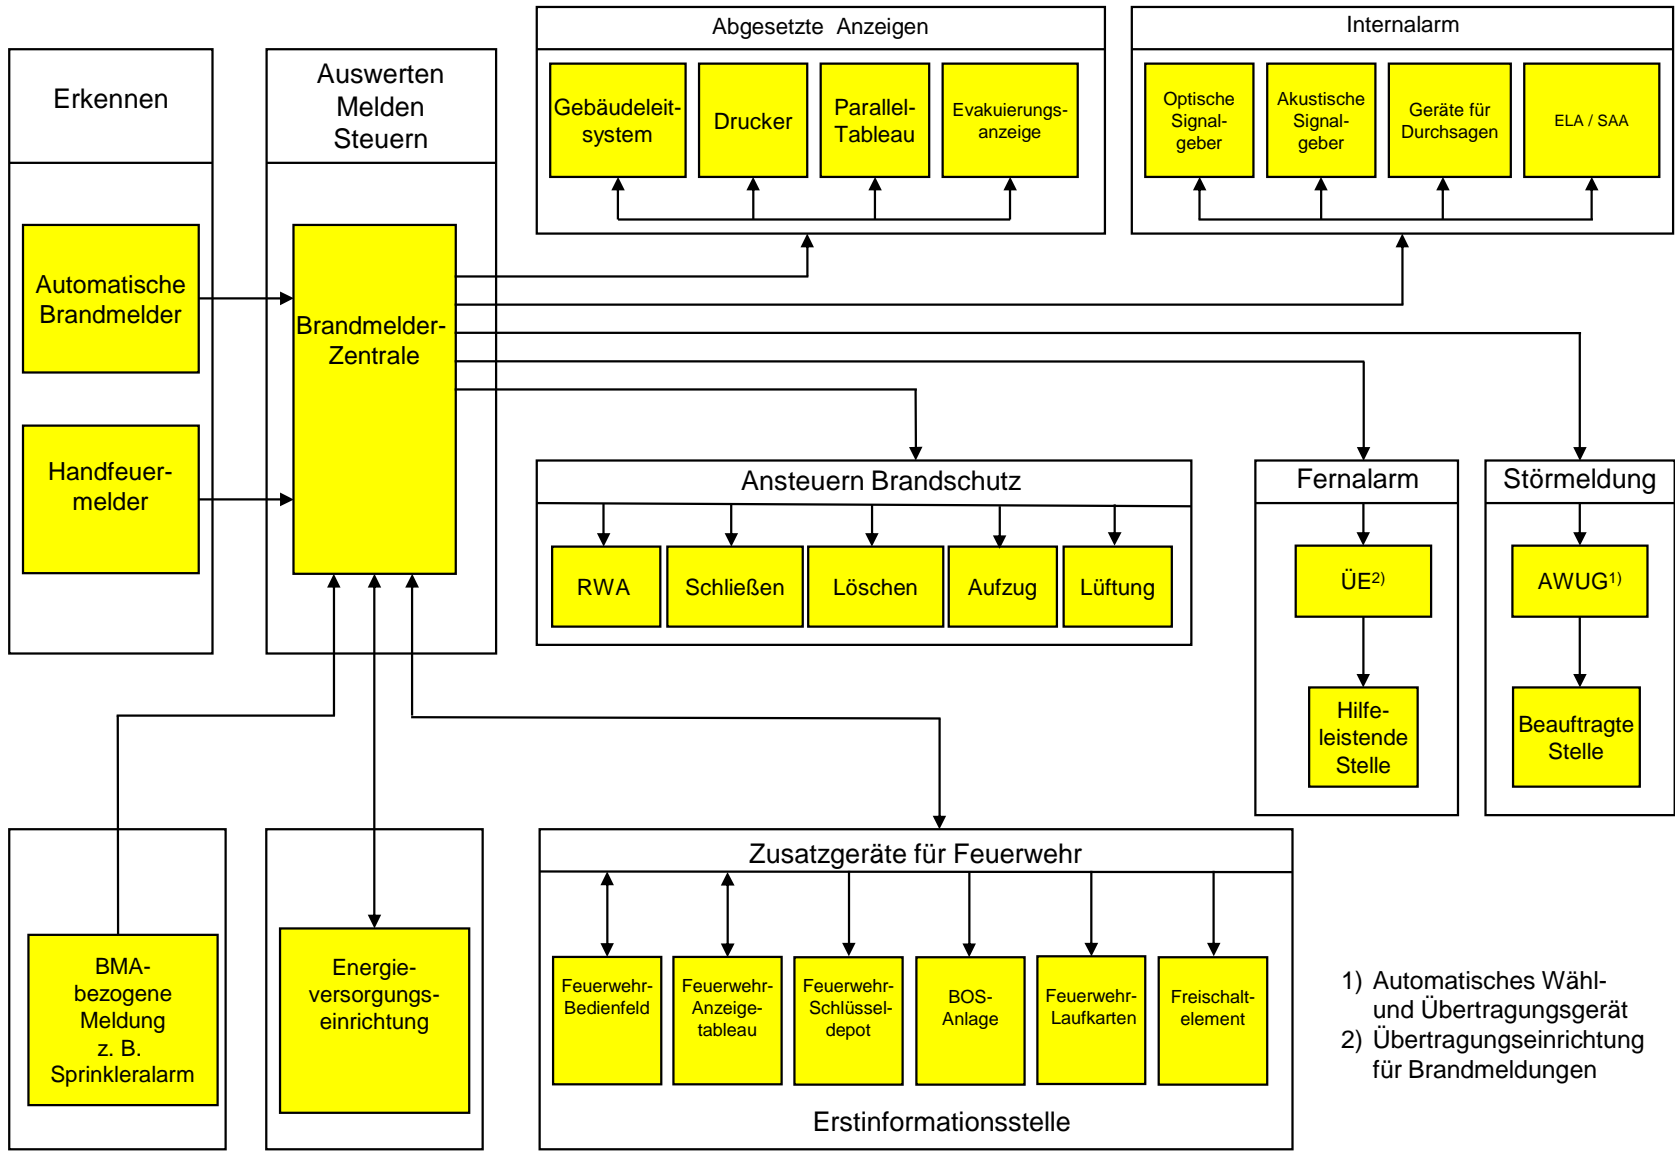 Abgesetzte Anzeigen
Internalarm
Erkennen
Auswerten
Melden
Steuern
Gebäudeleit-
system
Drucker
Parallel-
Tableau
Evakuierungs-
anzeige
Optische
Signal-
geber
Akustische
Signal-
geber
Geräte für
Durchsagen
ELA / SAA
Automatische
Brandmelder
Brandmelder-
Zentrale
Handfeuer-
melder
Ansteuern Brandschutz
RWA
Schließen
Löschen
Aufzug
Lüftung
Fernalarm
ÜE2)
Hilfe-
leistende
Stelle
Störmeldung
AWUG1)
Beauftragte
Stelle
BMA-
bezogene
Meldung
z. B.
Sprinkleralarm
Energie-
versorgungs-
einrichtung
Zusatzgeräte für Feuerwehr
Feuerwehr-
Bedienfeld
Feuerwehr-
Anzeige-
tableau
Feuerwehr-
Schlüssel-
depot
BOS-
Anlage
Feuerwehr-
Laufkarten
Freischalt-
element
Erstinformationsstelle
1) Automatisches Wähl-
und Übertragungsgerät
2) Übertragungseinrichtung
für Brandmeldungen